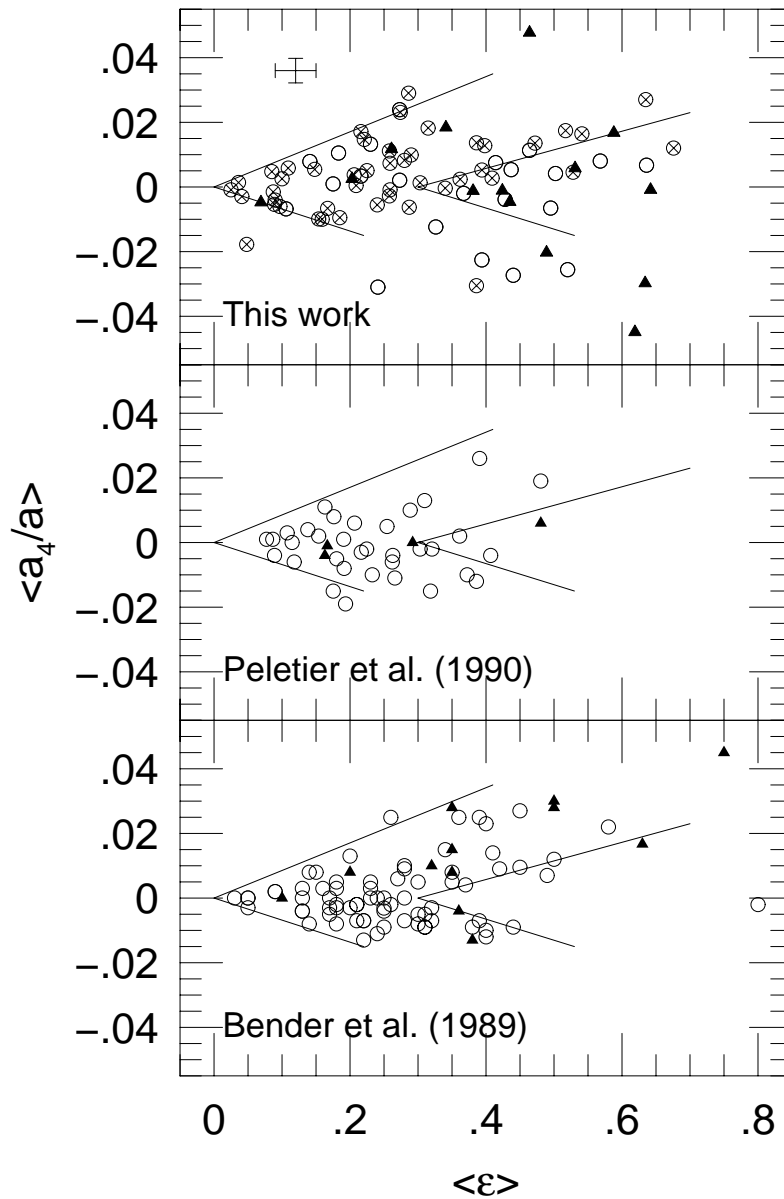 .04
.02
0
−.02
−.04
This work
.04
.02
0
−.02
−.04
Peletier et al. (1990)
<a4/a>
.04
.02
0
−.02
−.04
Bender et al. (1989)
0 .2 .4 .6 .8
<ε>